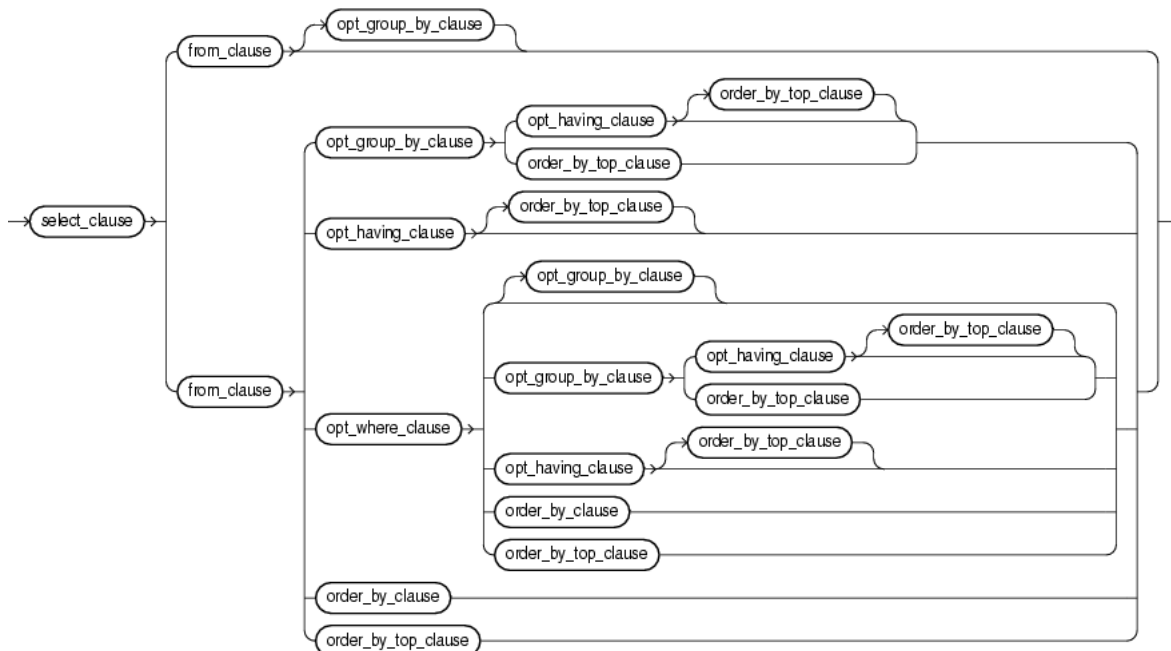 opt_group_by_clause
from_clause
order_by_top_clause
opt_having_clause
opt_group_by_clause
order_by_top_clause
select_clause
order_by_top_clause
opt_having_clause
opt_group_by_clause
order_by_top_clause
opt_having_clause
from_clause
opt_group_by_clause
order_by_top_clause
opt_where_clause
order_by_top_clause
opt_having_clause
order_by_clause
order_by_top_clause
order_by_clause
order_by_top_clause